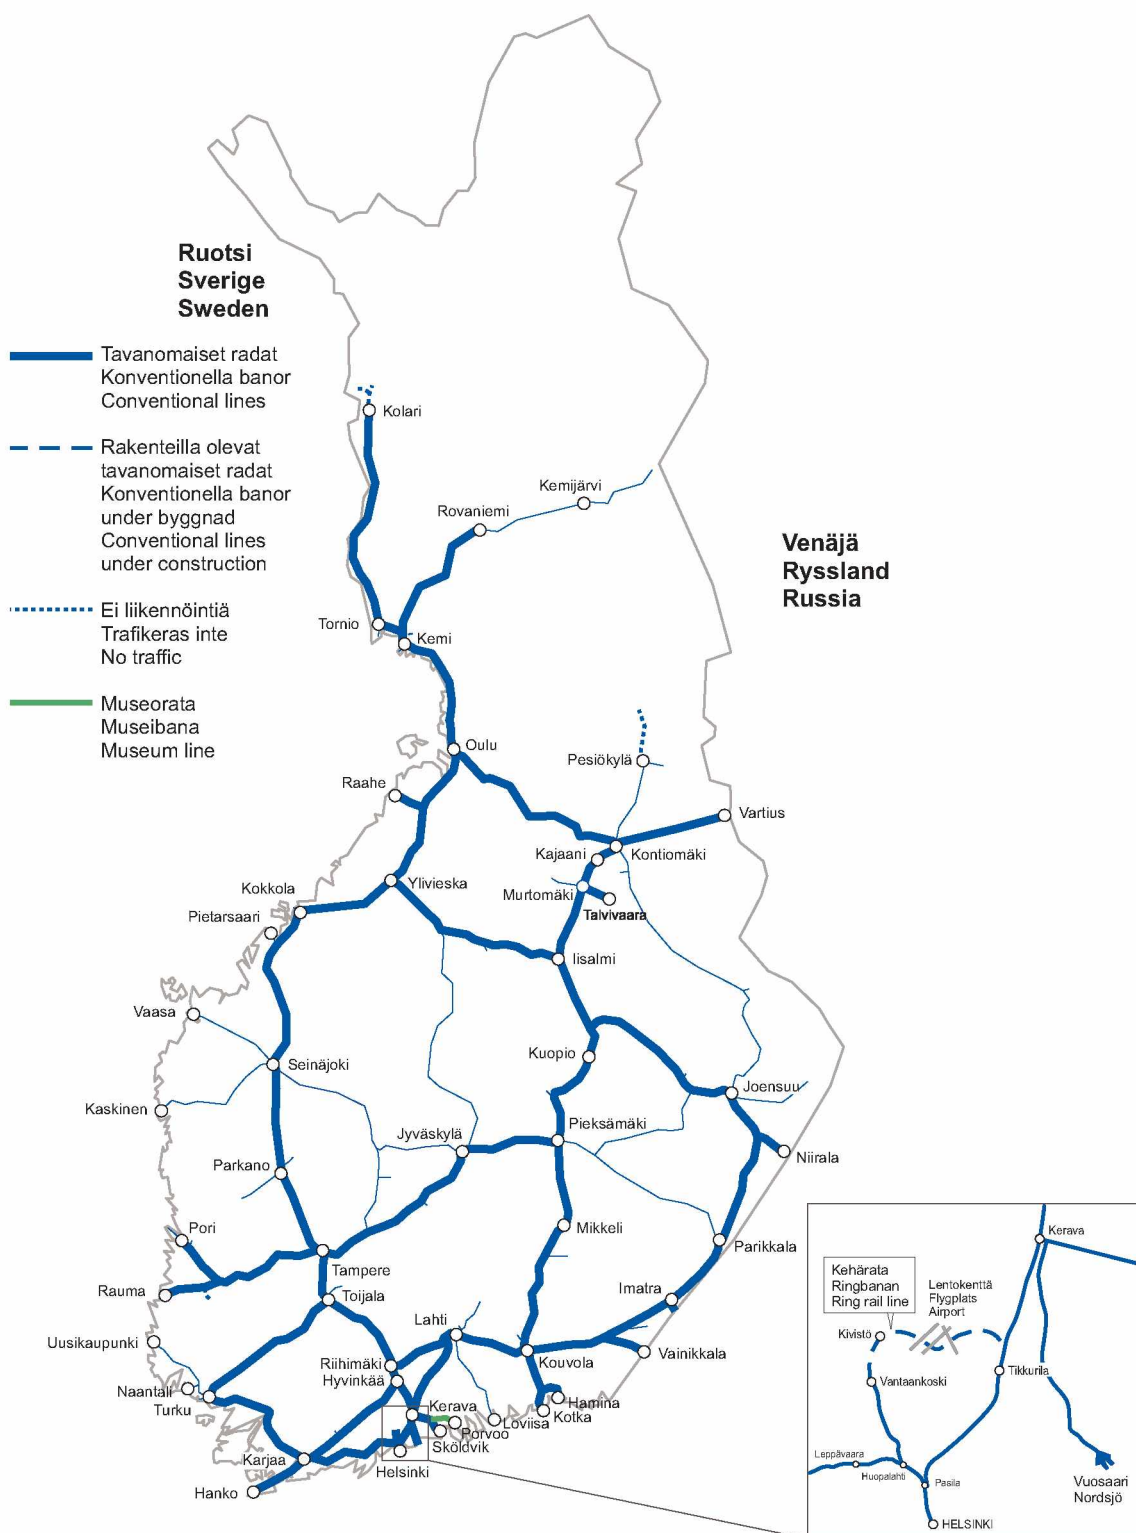 Ruotsi
Sverige
Sweden
Tavanomaiset radat
Konventionella banor
Conventional lines
Rakenteilla olevat
tavanomaiset radat
Konventionella banor
under byggnad
Conventional lines
under construction
Ei liikennöintiä
Trafikeras inte
No traffic
Museorata
Museibana
Museum line
Venäjä
Ryssland
Russia
Kolari
Kemijärvi
Rovaniemi
Tornio
Kemi
Oulu
Pesiökylä
Raahe
Vartius
Kajaani
Kontiomäki
Ylivieska
Kokkola
Murtomäki
Talvivaara
Pietarsaari
Iisalmi
Vaasa
Kuopio
Seinäjoki
Joensuu
Kaskinen
Pieksämäki
Jyväskylä
Niirala
Parkano
Pori
Mikkeli
Parikkala
Tampere
Rauma
Toijala
Imatra
Lahti
Uusikaupunki
Riihimäki
Kouvola
Vainikkala
Hyvinkää
Naantali
Turku
Hamina
Kerava
Kotka
Loviisa
Porvoo
Sköldvik
Karjaa
Helsinki
Hanko
Kerava
Kehärata
Ringbanan
Ring rail line
Lentokenttä
Flygplats
Airport
Kivistö
Tikkurila
Vantaankoski
Leppävaara
Huopalahti
Pasila
Vuosaari
Nordsjö
HELSINKI